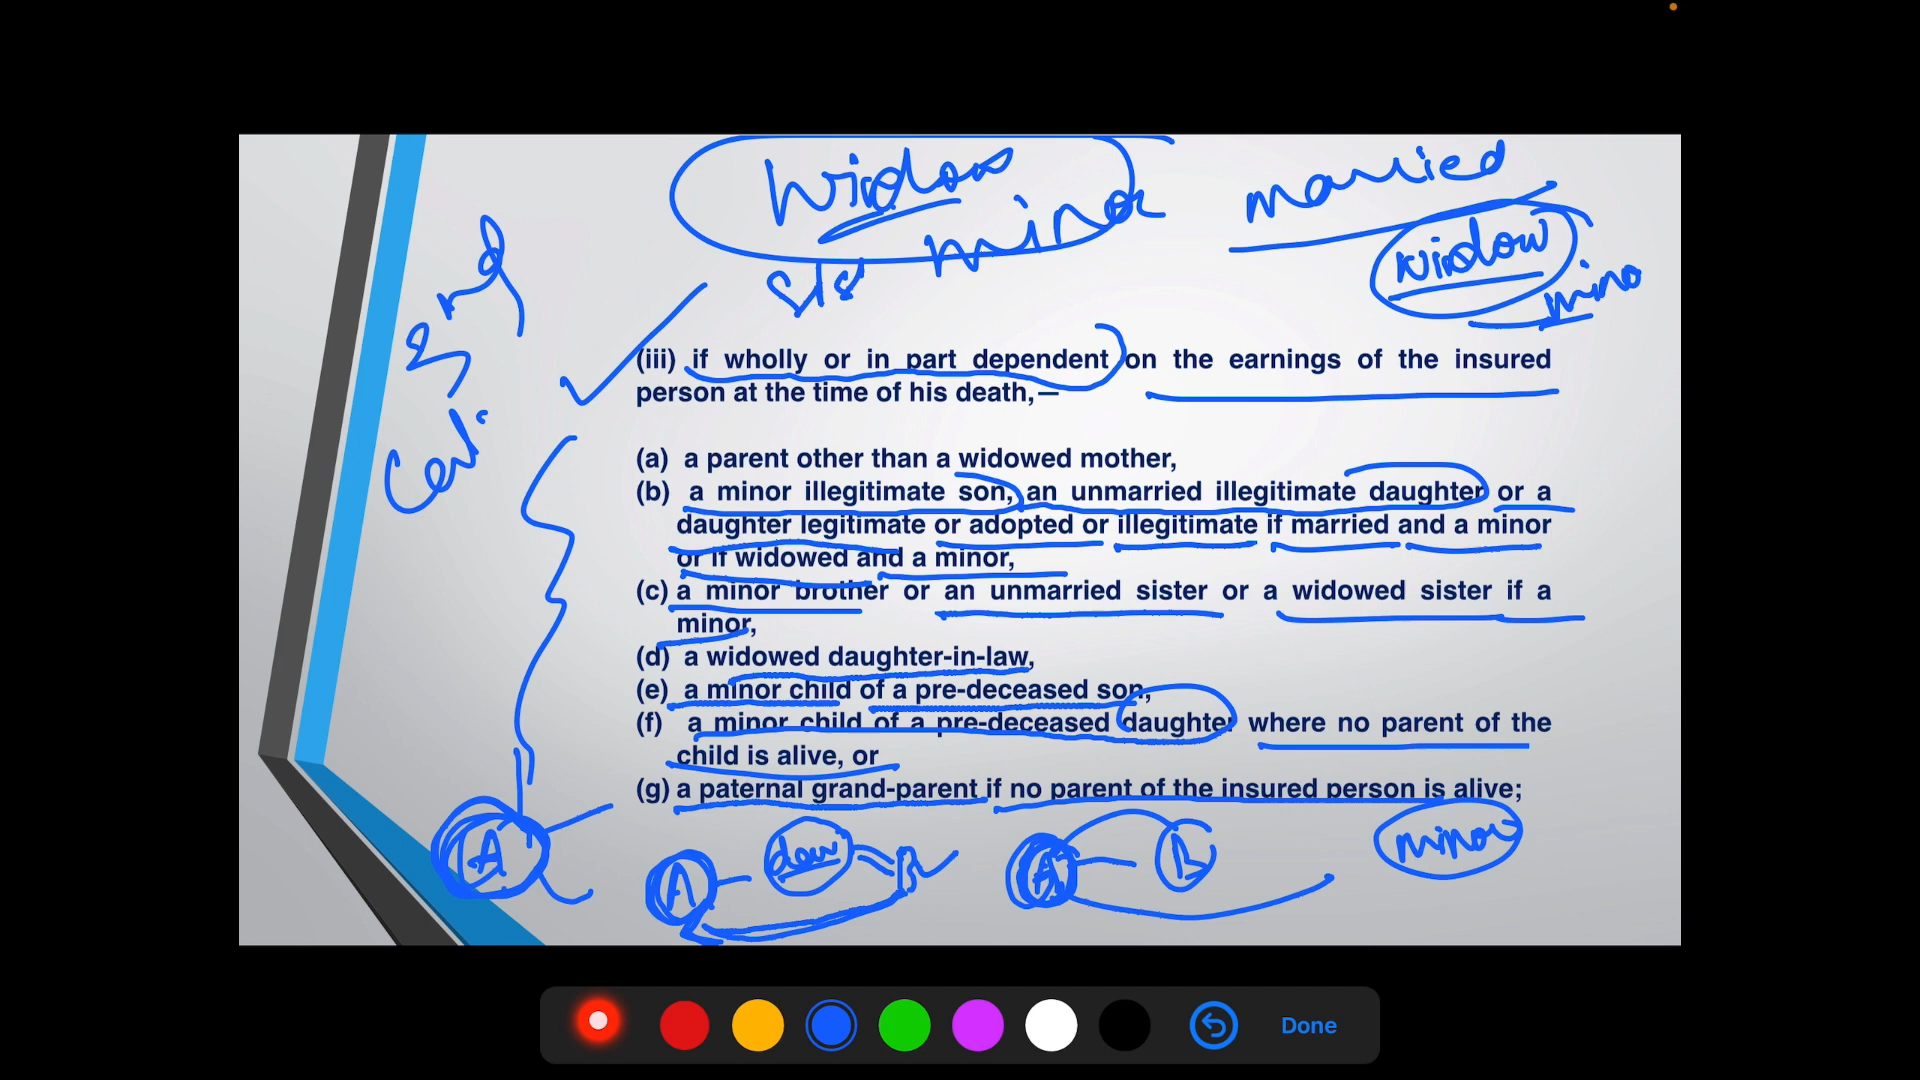 Widow
married
minor
widow
sis
mino
2nd
(iii) if wholly or in part dependent on the earnings of the insured
person at the time of his death,—
(a) a parent other than a widowed mother,
(b) a minor illegitimate son, an unmarried illegitimate daughter or a
daughter legitimate or adopted or illegitimate if married and a minor
or if widowed and a minor,
(c) a minor brother or an unmarried sister or a widowed sister if a
minor,
(d) a widowed daughter-in-law,
(e) a minor child of a pre-deceased son,
(f) a minor child of a pre-deceased daughter where no parent of the
child is alive, or
(g) a paternal grand-parent if no parent of the insured person is alive;
A
A
A
B
minor
Done